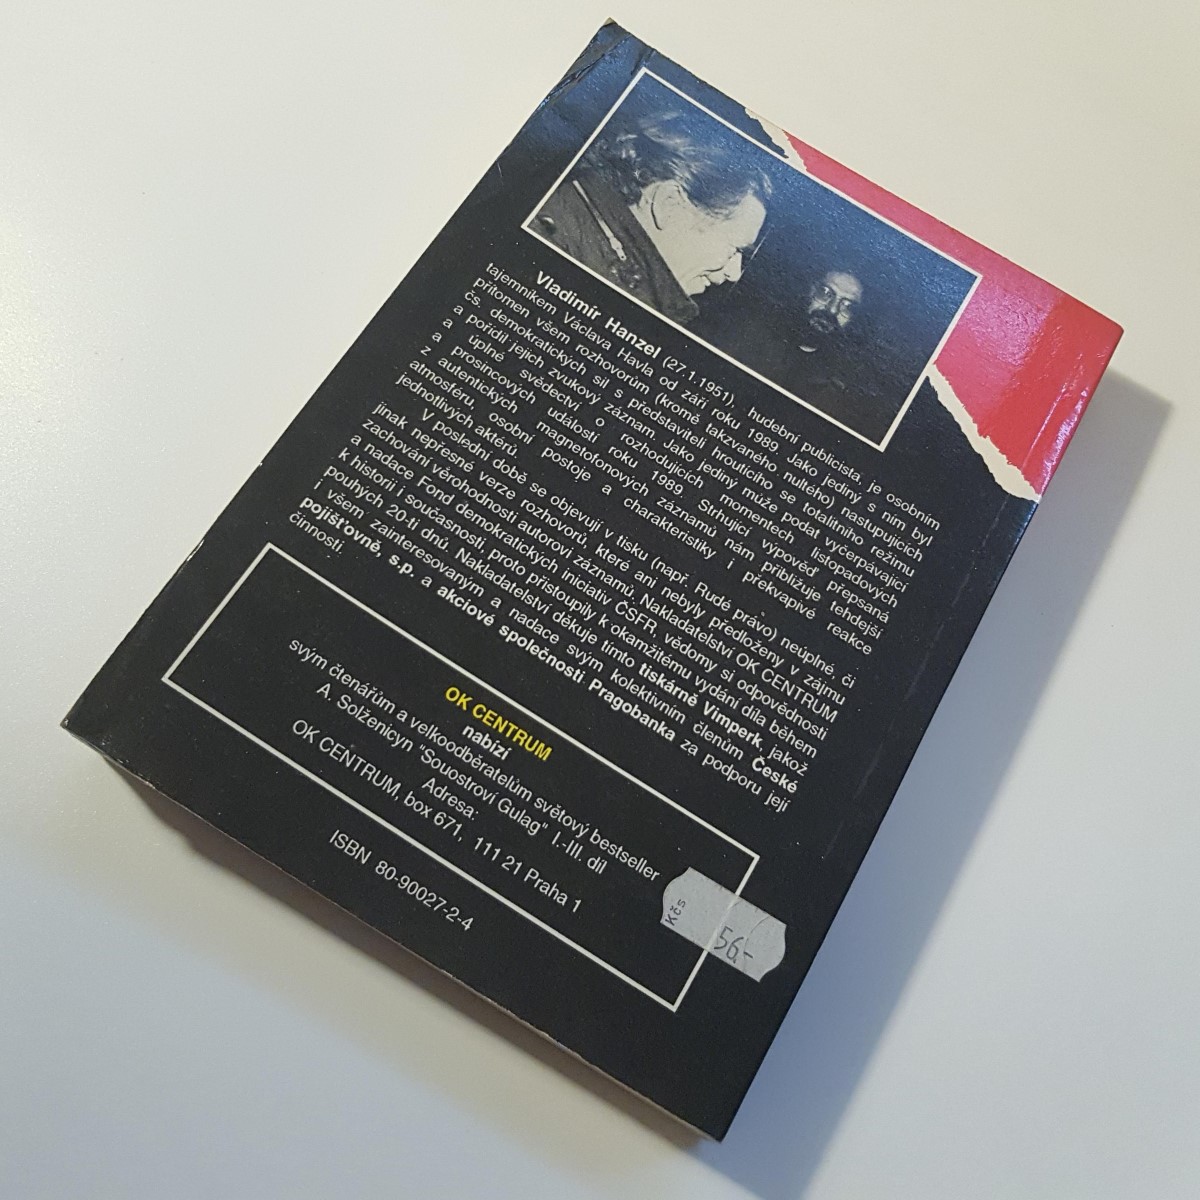 Vladimír Hanzel (27.1.1951), hudební publicista, je osobním
tajemníkem Václava Havla od září roku 1989. Jako jediný s ním byl
přítomen všem rozhovorům (kromě takzvaného nultého) nastupujících
čs. demokratických sil s představiteli hroutícího se totalitního režimu
a pořídil jejich zvukový záznam. Jako jediný může podat vyčerpávající
a úplné svědectví o rozhodujících momentech listopadových
a prosincových událostí roku 1989. Strhující výpověď přepsaná
z autentických magnetofonových záznamů nám přibližuje tehdejší
atmosféru, osobní postoje a charakteristiky i překvapivé reakce
jednotlivých aktérů.
V poslední době se objevují v tisku (např. Rudé právo) neúplné, či
jinak nepřesné verze rozhovorů, které ani nebyly předloženy v zájmu
zachování věrohodnosti autorovi záznamů. Nakladatelství OK CENTRUM
a nadace Fond demokratických iniciativ ČSFR, vědomy si odpovědnosti
k historii i současnosti, proto přistoupily k okamžitému vydání díla během
pouhých 20-ti dnů. Nakladatelství děkuje tímto tiskárně Vimperk, jakož
i všem zainteresovaným a nadace svým kolektivním členům České
pojišťovně, s.p. a akciové společnosti Pragobanka za podporu její
činnosti.
OK CENTRUM
nabízí
svým čtenářům a velkoodběratelům světový bestseller
A. Solženicyn "Souostroví Gulag" I.-III. díl
Adresa:
OK CENTRUM, box 671, 111 21 Praha 1
ISBN 80-90027-2-4
Kčs
56,-